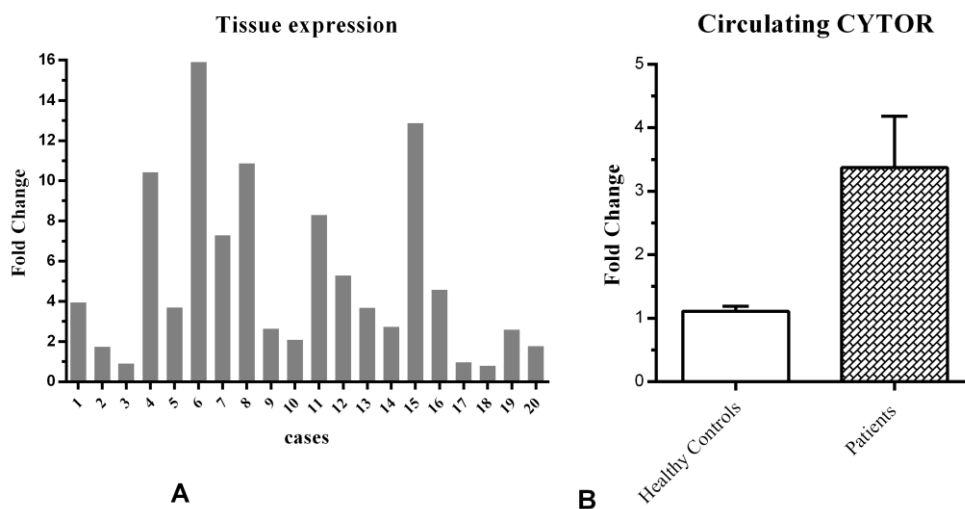 Tissue expression
Fold Change
16
14
12
10
8
6
4
2
0
1 2 3 4 5 6 7 8 9 10 11 12 13 14 15 16 17 18 19 20
cases
A
Circulating CYTOR
Fold Change
5
4
3
2
1
0
Healthy Controls
Patients
B